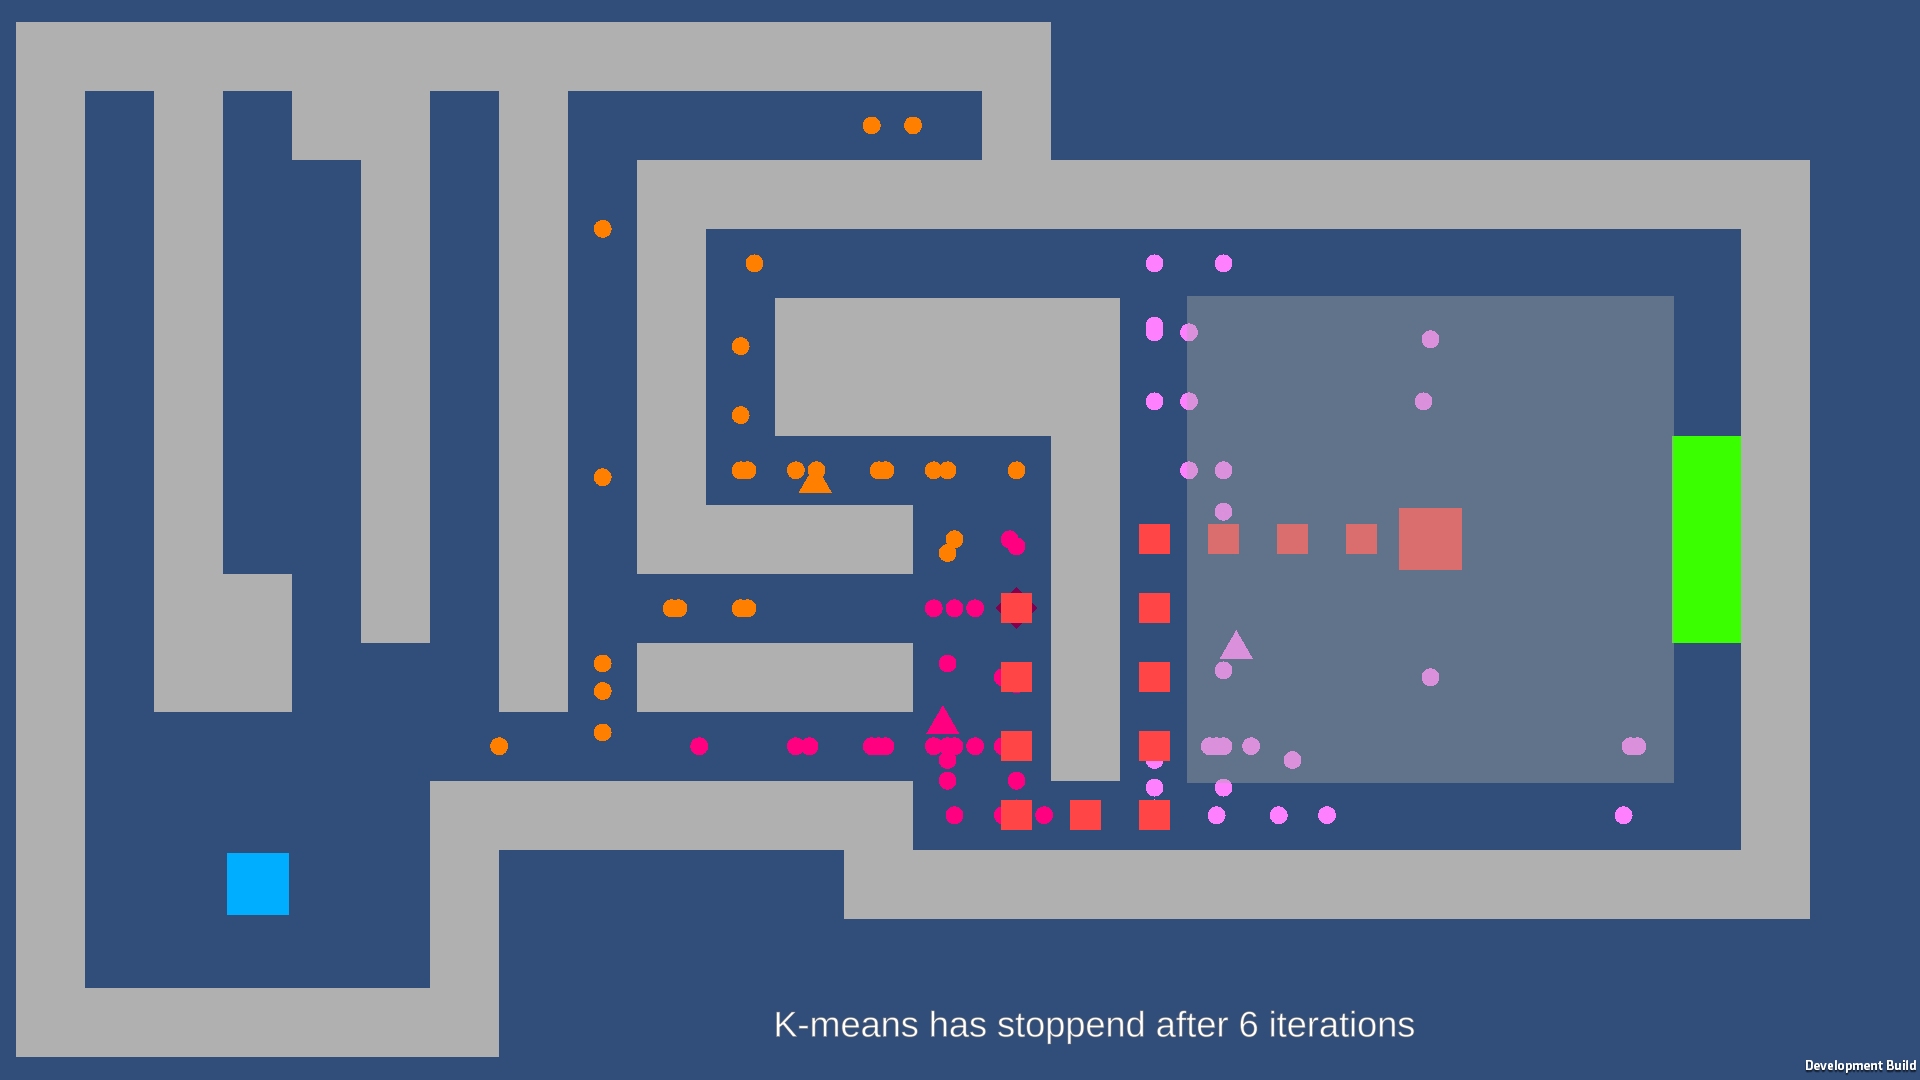 K-means has stoppend after 6 iterations
Development Build